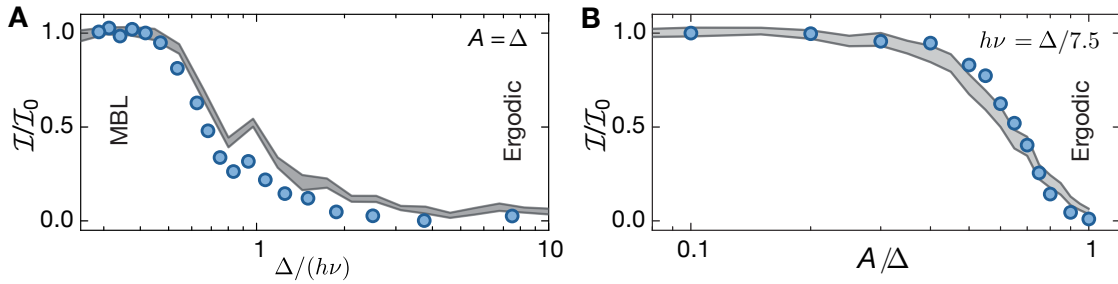 A
1.0
A = Δ
MBL
Ergodic
I/I₀
0.5
0.0
1
10
Δ/(hν)
B
1.0
hν = Δ/7.5
Ergodic
I/I₀
0.5
0.0
0.1
1
A/Δ